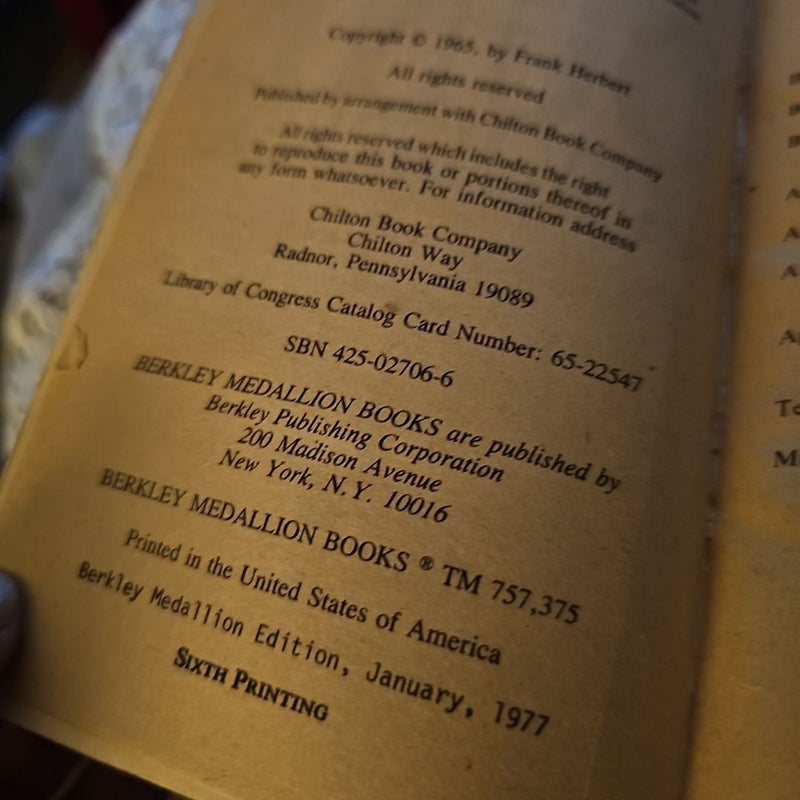 Copyright © 1965, by Frank Herbert
All rights reserved
Published by arrangement with Chilton Book Company
All rights reserved which includes the right
to reproduce this book or portions thereof in
any form whatsoever. For information address
Chilton Book Company
Chilton Way
Radnor, Pennsylvania 19089
Library of Congress Catalog Card Number: 65-22547
SBN 425-02706-6
BERKLEY MEDALLION BOOKS are published by
Berkley Publishing Corporation
200 Madison Avenue
New York, N.Y. 10016
BERKLEY MEDALLION BOOKS ® TM 757,375
Printed in the United States of America
Berkley Medallion Edition, January, 1977
SIXTH PRINTING